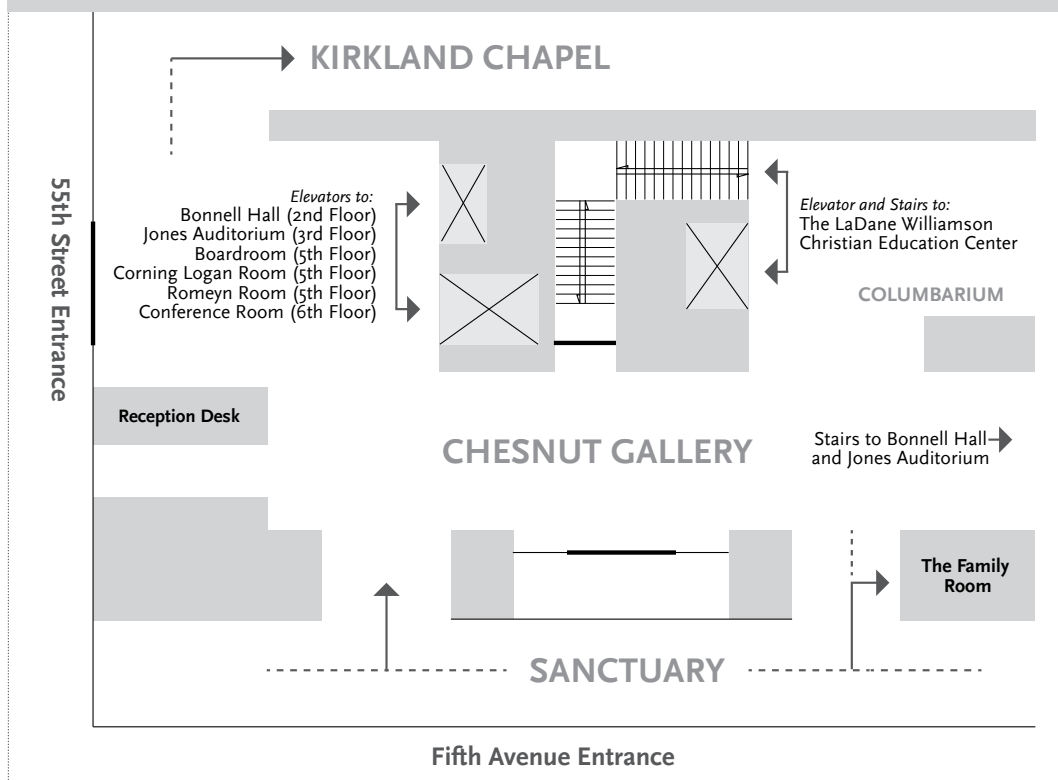 KIRKLAND CHAPEL
55th Street Entrance
Elevators to:
Bonnell Hall (2nd Floor)
Jones Auditorium (3rd Floor)
Boardroom (5th Floor)
Corning Logan Room (5th Floor)
Romeyn Room (5th Floor)
Conference Room (6th Floor)
Elevator and Stairs to:
The LaDane Williamson
Christian Education Center
COLUMBARIUM
Reception Desk
CHESNUT GALLERY
Stairs to Bonnell Hall
and Jones Auditorium
The Family
Room
SANCTUARY
Fifth Avenue Entrance